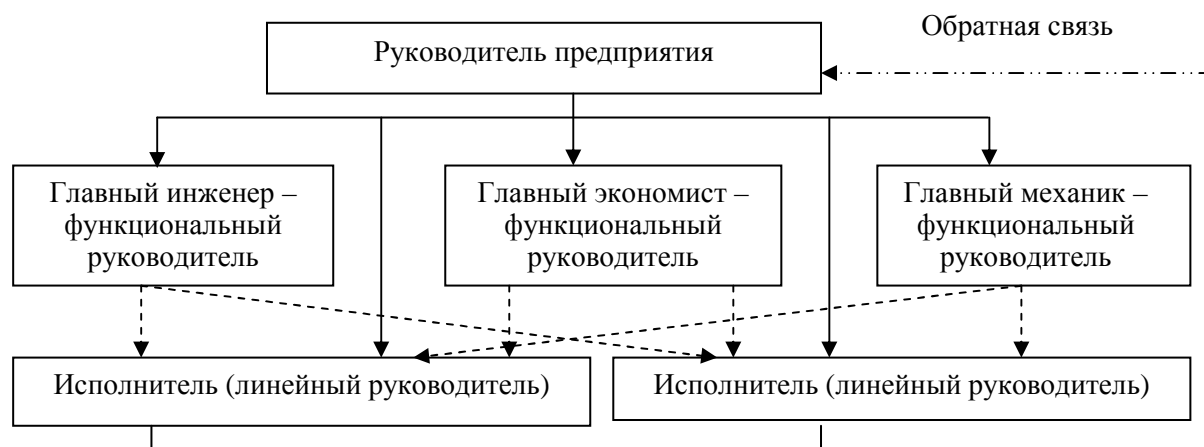 Обратная связь
Руководитель предприятия
Главный инженер –
функциональный
руководитель
Главный экономист –
функциональный
руководитель
Главный механик –
функциональный
руководитель
Исполнитель (линейный руководитель)
Исполнитель (линейный руководитель)